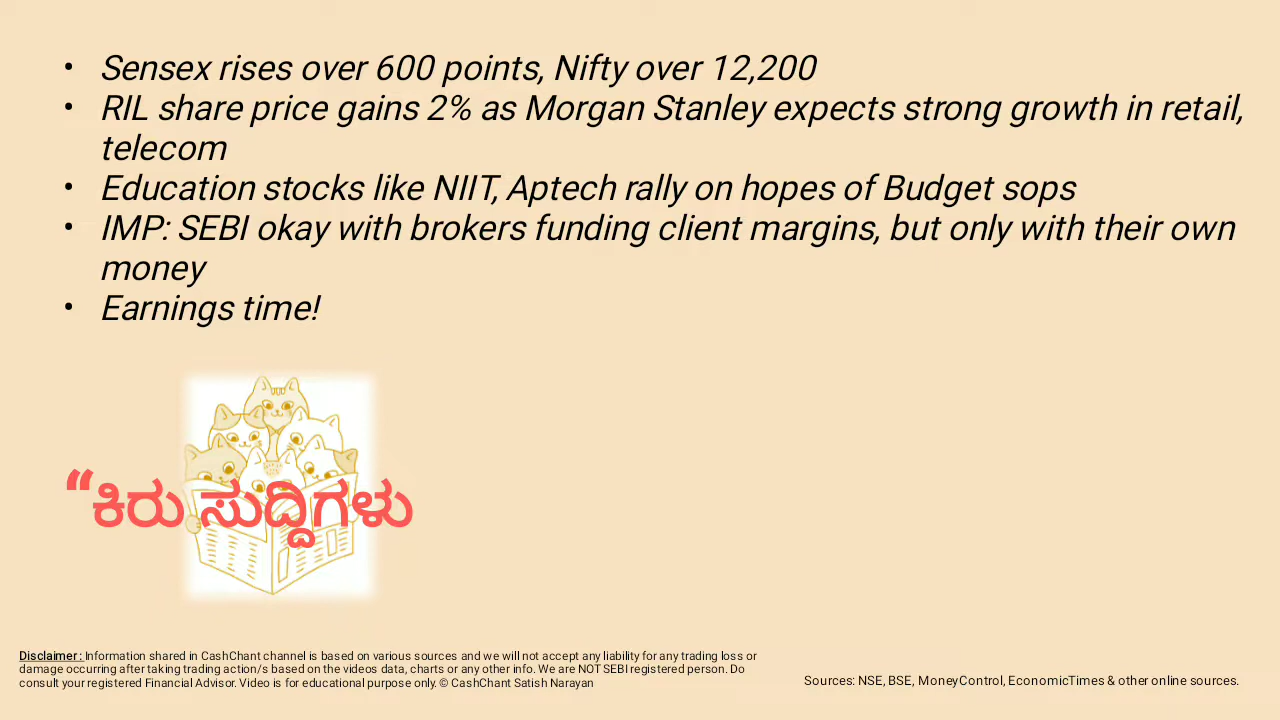 • Sensex rises over 600 points, Nifty over 12,200
• RIL share price gains 2% as Morgan Stanley expects strong growth in retail,
telecom
• Education stocks like NIIT, Aptech rally on hopes of Budget sops
• IMP: SEBI okay with brokers funding client margins, but only with their own
money
• Earnings time!
“ಕಿರು ಸುದ್ದಿಗಳು
Disclaimer: Information shared in CashChant channel is based on various sources and we will not accept any liability for any trading loss or
damage occurring after taking trading action/s based on the videos data, charts or any other info. We are NOT SEBI registered person. Do
consult your registered Financial Advisor. Video is for educational purpose only. © CashChant Satish Narayan
Sources: NSE, BSE, MoneyControl, EconomicTimes & other online sources.